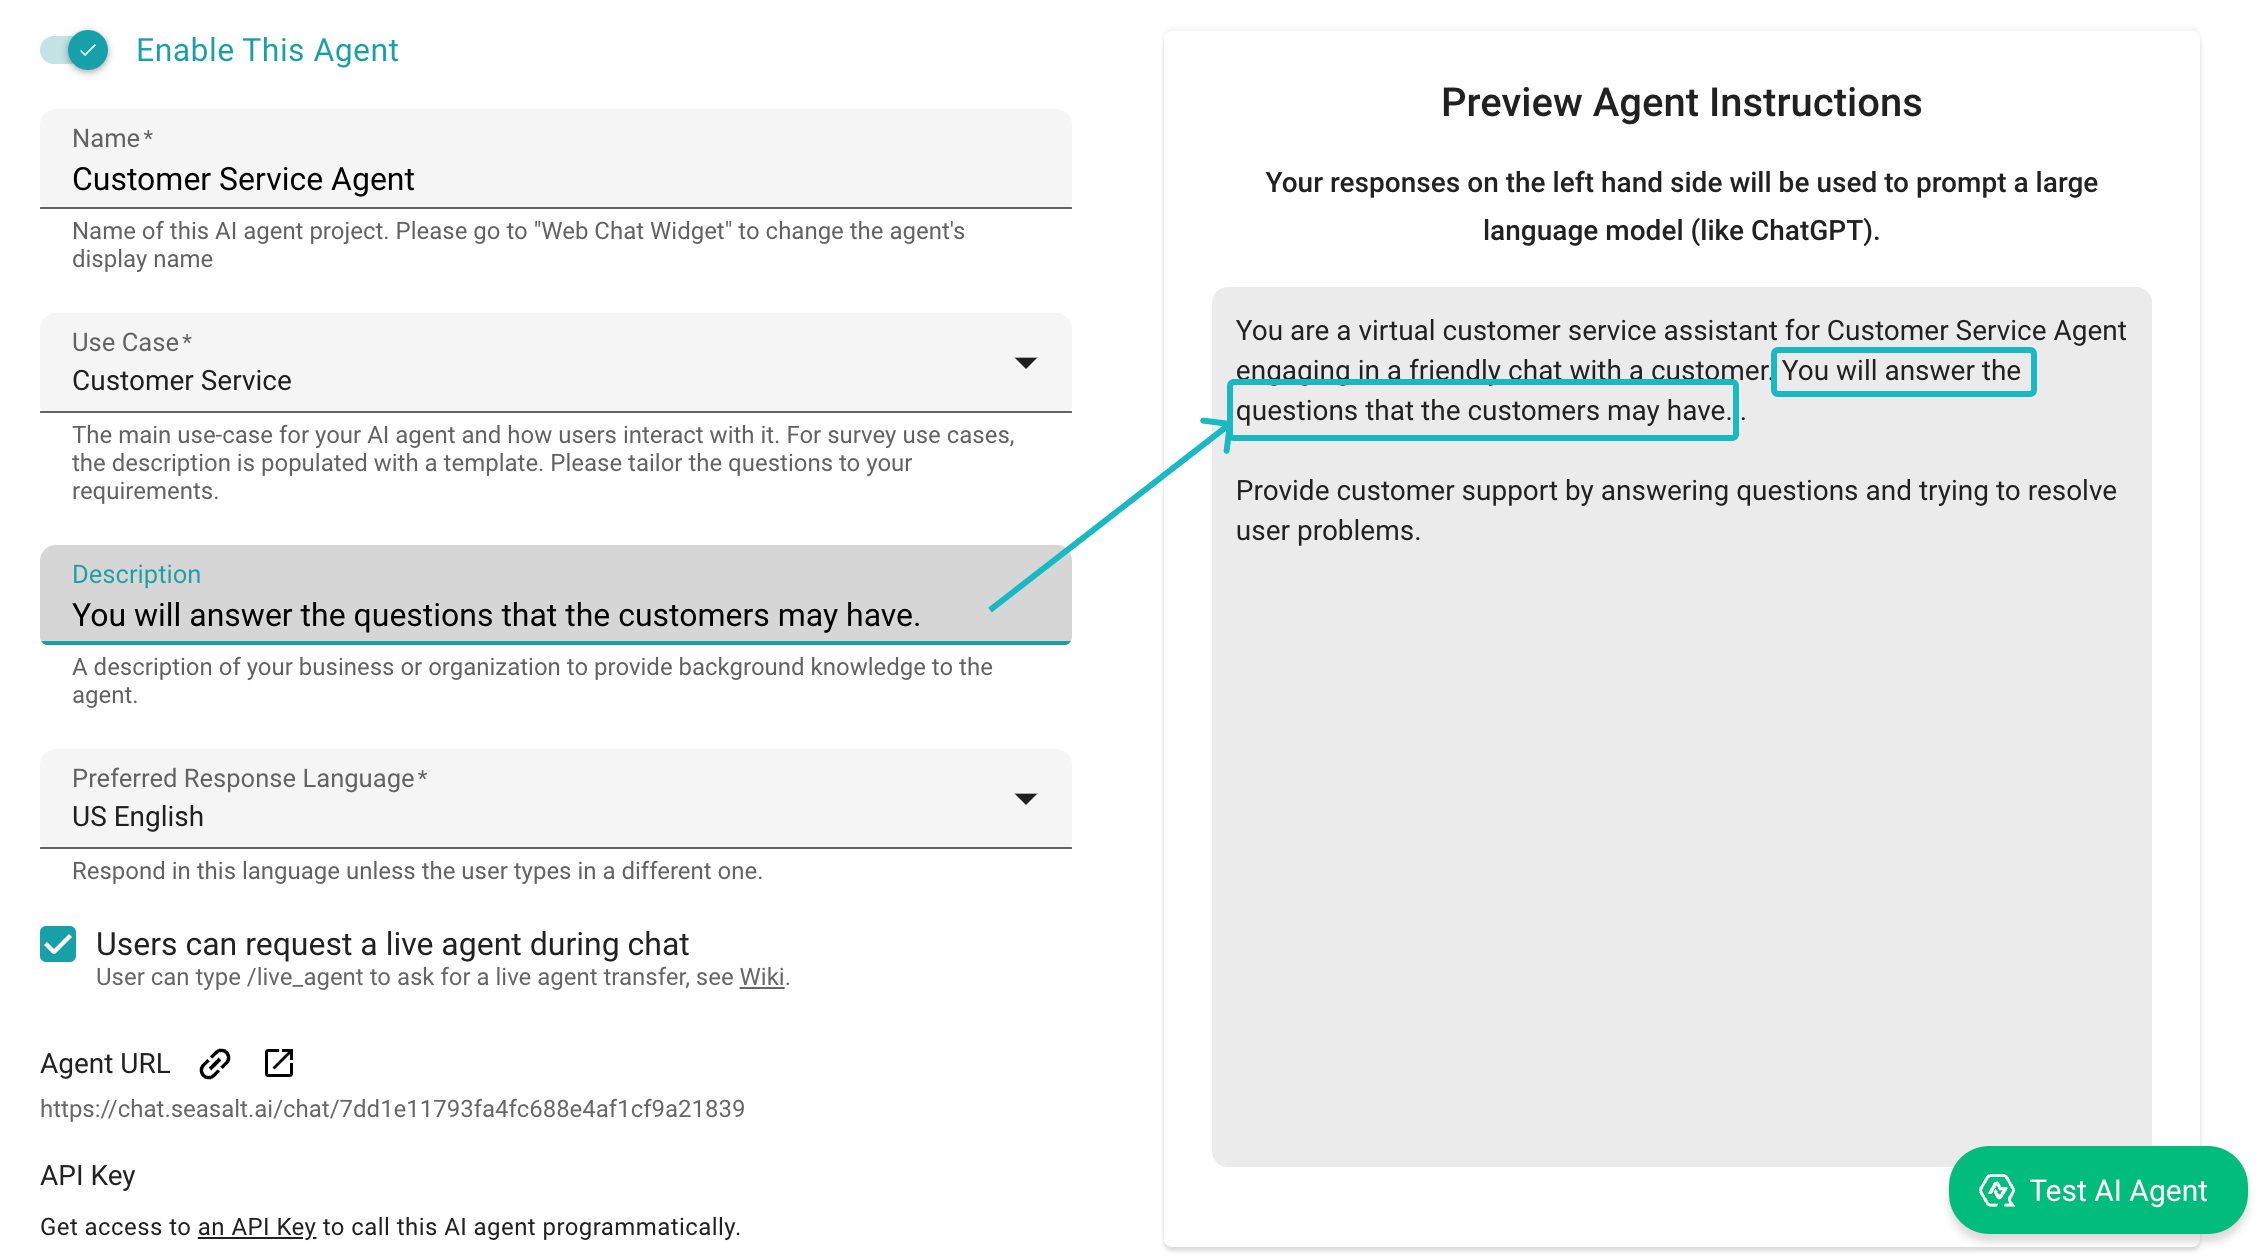 Enable This Agent
Name*
Customer Service Agent
Name of this AI agent project. Please go to "Web Chat Widget" to change the agent's
display name
Use Case*
Customer Service
The main use-case for your AI agent and how users interact with it. For survey use cases,
the description is populated with a template. Please tailor the questions to your
requirements.
Description
You will answer the questions that the customers may have.
A description of your business or organization to provide background knowledge to the
agent.
Preferred Response Language*
US English
Respond in this language unless the user types in a different one.
Users can request a live agent during chat
User can type /live_agent to ask for a live agent transfer, see Wiki.
Agent URL
https://chat.seasalt.ai/chat/7dd1e11793fa4fc688e4af1cf9a21839
API Key
Get access to an API Key to call this AI agent programmatically.
Preview Agent Instructions
Your responses on the left hand side will be used to prompt a large
language model (like ChatGPT).
You are a virtual customer service assistant for Customer Service Agent
engaging in a friendly chat with a customer. You will answer the
questions that the customers may have. .
Provide customer support by answering questions and trying to resolve
user problems.
Test AI Agent